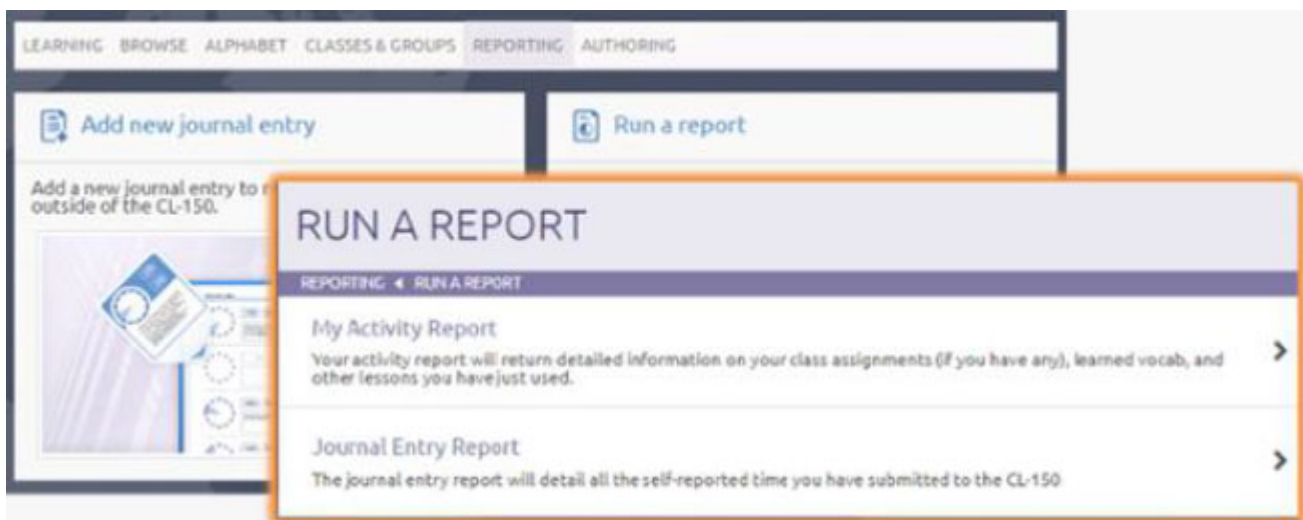 LEARNING BROWSE ALPHABET CLASSES & GROUPS REPORTING AUTHORING
Add new journal entry
Run a report
Add a new journal entry to
outside of the CL-150.
RUN A REPORT
REPORTING RUN A REPORT
My Activity Report
Your activity report will return detailed information on your class assignments (if you have any), learned vocab, and
other lessons you have just used.
Journal Entry Report
The journal entry report will detail all the self-reported time you have submitted to the CL-150